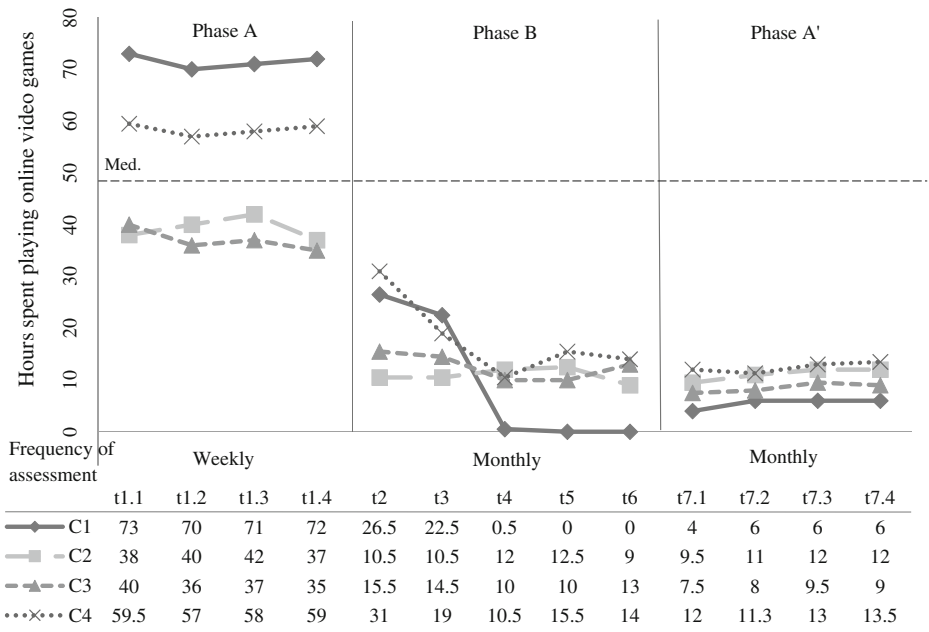 Phase A Phase B Phase A'
Hours spent playing online video games
80
70
60
50
40
30
20
10
0
Med.
Frequency of
assessment
Weekly Monthly Monthly
t1.1 t1.2 t1.3 t1.4 t2 t3 t4 t5 t6 t7.1 t7.2 t7.3 t7.4
C1 73 70 71 72 26.5 22.5 0.5 0 0 4 6 6 6
C2 38 40 42 37 10.5 10.5 12 12.5 9 9.5 11 12 12
C3 40 36 37 35 15.5 14.5 10 10 13 7.5 8 9.5 9
C4 59.5 57 58 59 31 19 10.5 15.5 14 12 11.3 13 13.5